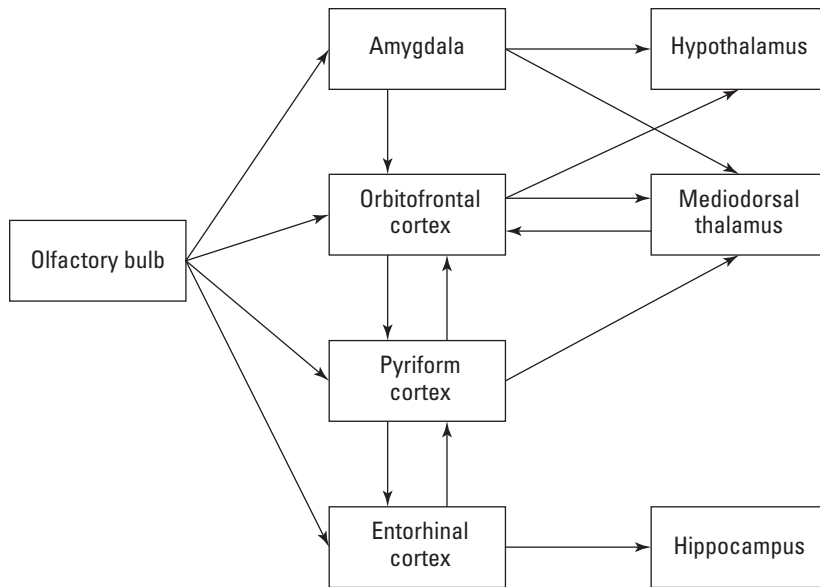 Amygdala
Hypothalamus
Orbitofrontal
cortex
Mediodorsal
thalamus
Olfactory bulb
Pyriform
cortex
Entorhinal
cortex
Hippocampus